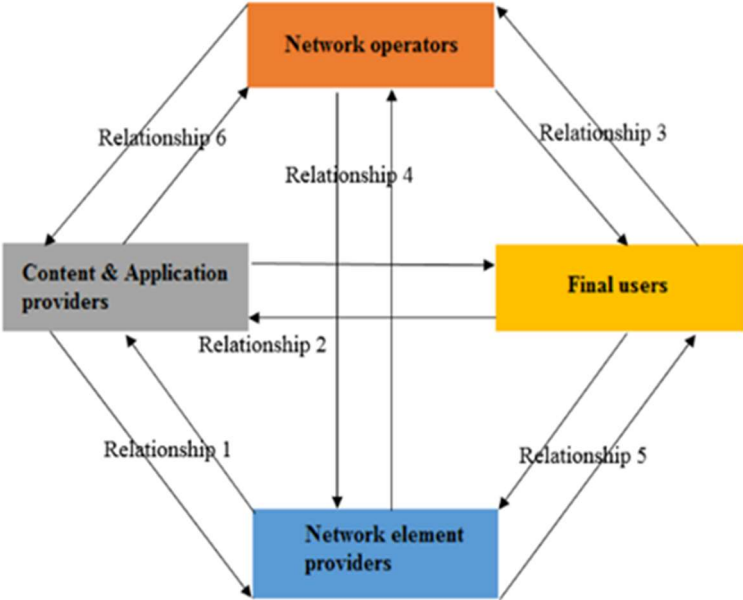 Network operators
Relationship 6
Relationship 3
Relationship 4
Content & Application
providers
Final users
Relationship 2
Relationship 1
Relationship 5
Network element
providers